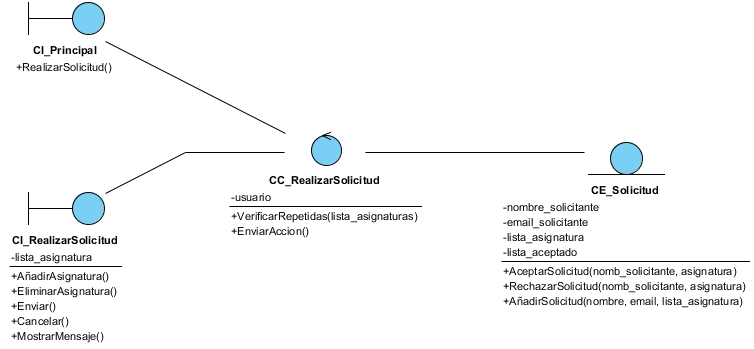 CI_Principal
+RealizarSolicitud()
CI_RealizarSolicitud
-lista_asignatura
+AñadirAsignatura()
+EliminarAsignatura()
+Enviar()
+Cancelar()
+MostrarMensaje()
CC_RealizarSolicitud
-usuario
+VerificarRepetidas(lista_asignaturas)
+EnviarAccion()
CE_Solicitud
-nombre_solicitante
-email_solicitante
-lista_asignatura
-lista_aceptado
+AceptarSolicitud(nomb_solicitante, asignatura)
+RechazarSolicitud(nomb_solicitante, asignatura)
+AñadirSolicitud(nombre, email, lista_asignatura)